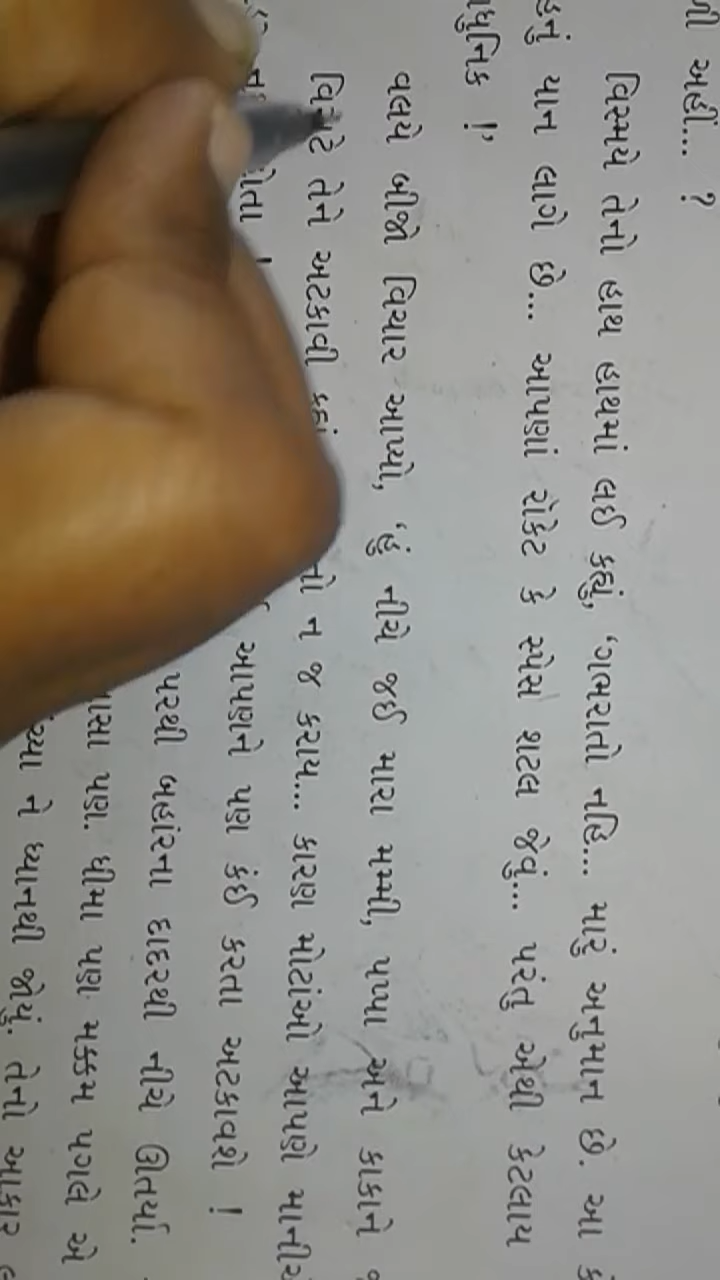 ની અહીં... ?
વિસ્મયે તેનો હાથ હાથમાં લઈ કહ્યું, ‘ગભરાતો નહિ... મારું અનુમાન છે. આ
હનું યાન લાગે છે... આપણાં રોકેટ કે સ્પેસ શટલ જેવું... પરંતુ એથી કેટલાય
ધુનિક !’
વલયે બીજો વિચાર આપ્યો, ‘હું નીચે જઈ મારા મમ્મી, પપ્પા અને કાકાને
તેને અટકાવી ન જ કરાય... કારણ મોટાંઓ આપણે
આપણને પણ કંઈ કરતા અટકાવશે !
પરથી બહારના દાદરથી નીચે ઊતર્યા.
પણ. ધીમા પણ મક્કમ પગલે એ
ને ધ્યાનથી જોયું. તેનો આકાર